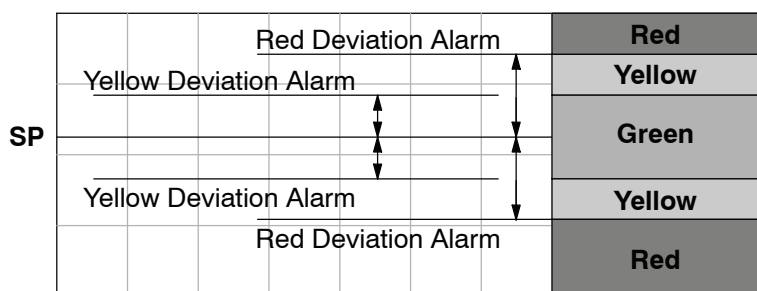 Red Deviation Alarm
Red
Yellow Deviation Alarm
Yellow
SP
Green
Yellow Deviation Alarm
Yellow
Red Deviation Alarm
Red